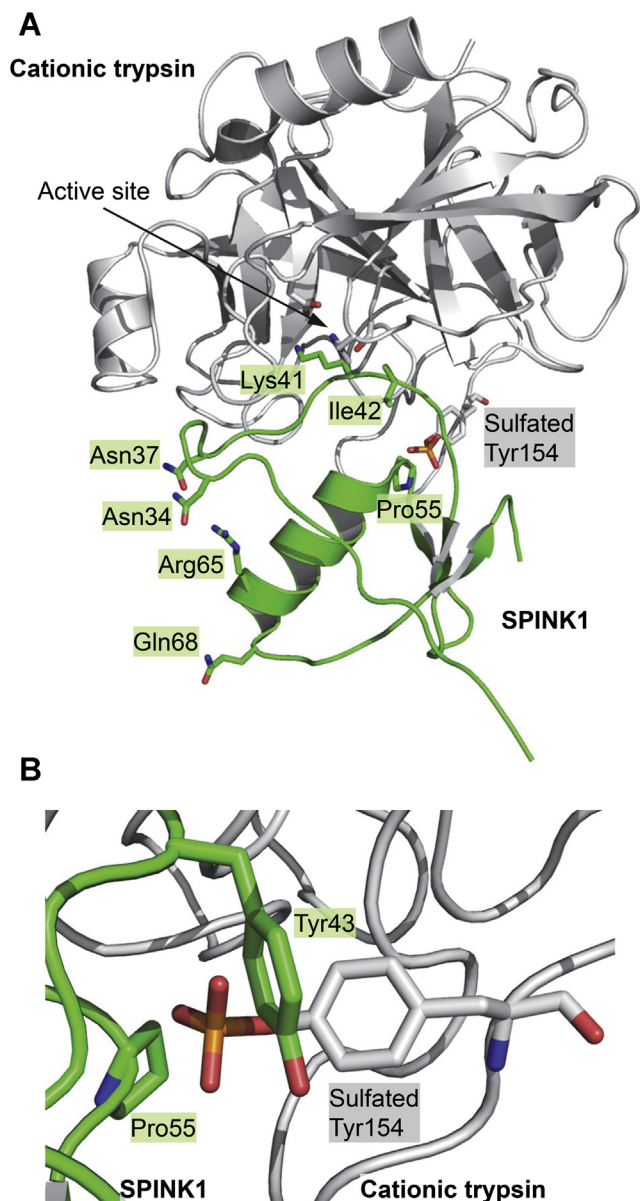 A
Cationic trypsin
Active site
Lys41
Ile42
Sulfated
Tyr154
Asn37
Pro55
Asn34
Arg65
SPINK1
Gln68
B
Tyr43
Sulfated
Tyr154
Pro55
SPINK1
Cationic trypsin